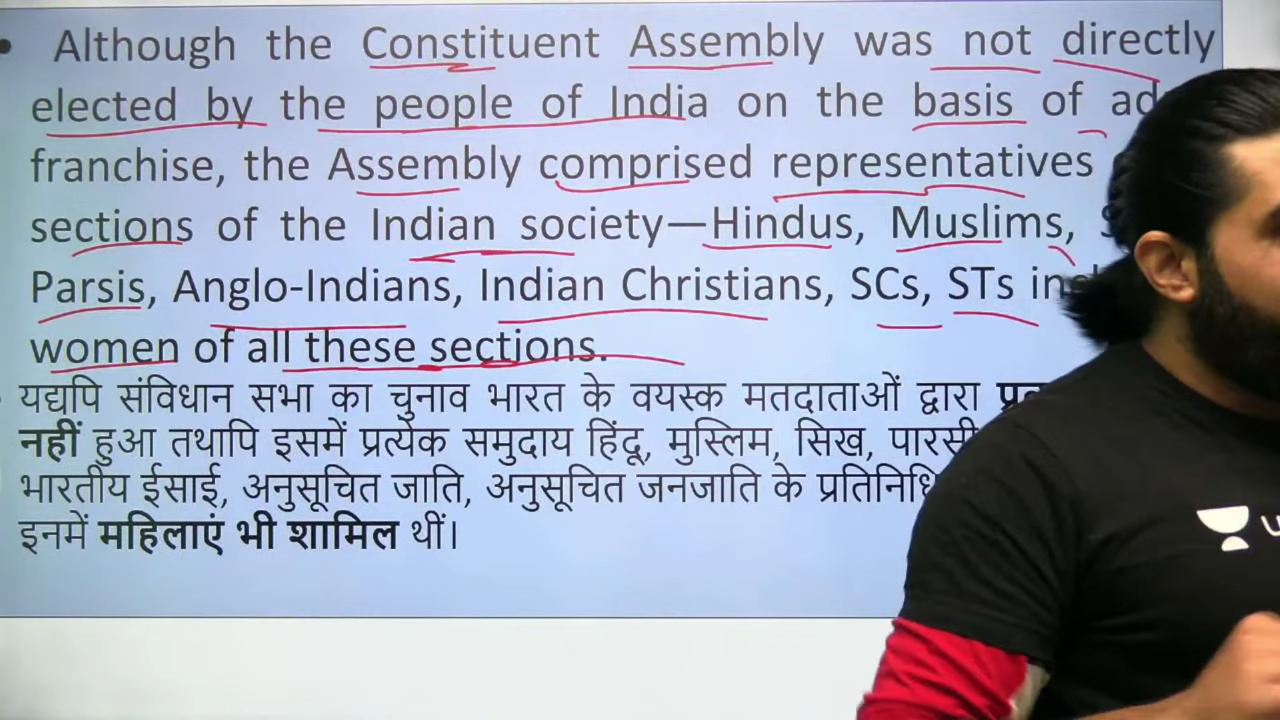 • Although the Constituent Assembly was not directly
elected by the people of India on the basis of
franchise, the Assembly comprised representatives
sections of the Indian society—Hindus, Muslims,
Parsis, Anglo-Indians, Indian Christians, SCs, STs
women of all these sections.
यद्यपि संविधान सभा का चुनाव भारत के वयस्क मतदाताओं द्वारा
नहीं हुआ तथापि इसमें प्रत्येक समुदाय हिंदू, मुस्लिम, सिख, पारसी
भारतीय ईसाई, अनुसूचित जाति, अनुसूचित जनजाति के
इनमें महिलाएं भी शामिल थीं।